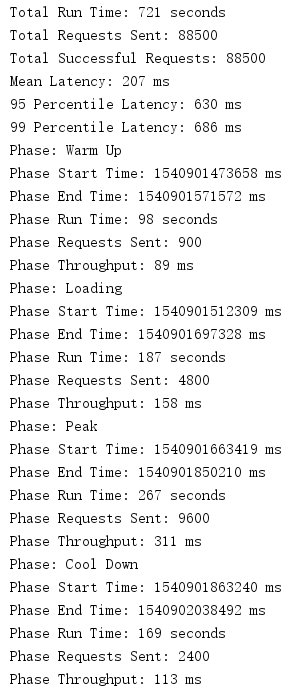 Total Run Time: 721 seconds
Total Requests Sent: 88500
Total Successful Requests: 88500
Mean Latency: 207 ms
95 Percentile Latency: 630 ms
99 Percentile Latency: 686 ms
Phase: Warm Up
Phase Start Time: 1540901473658 ms
Phase End Time: 1540901571572 ms
Phase Run Time: 98 seconds
Phase Requests Sent: 900
Phase Throughput: 89 ms
Phase: Loading
Phase Start Time: 1540901512309 ms
Phase End Time: 1540901697328 ms
Phase Run Time: 187 seconds
Phase Requests Sent: 4800
Phase Throughput: 158 ms
Phase: Peak
Phase Start Time: 1540901663419 ms
Phase End Time: 1540901850210 ms
Phase Run Time: 267 seconds
Phase Requests Sent: 9600
Phase Throughput: 311 ms
Phase: Cool Down
Phase Start Time: 1540901863240 ms
Phase End Time: 1540902038492 ms
Phase Run Time: 169 seconds
Phase Requests Sent: 2400
Phase Throughput: 113 ms